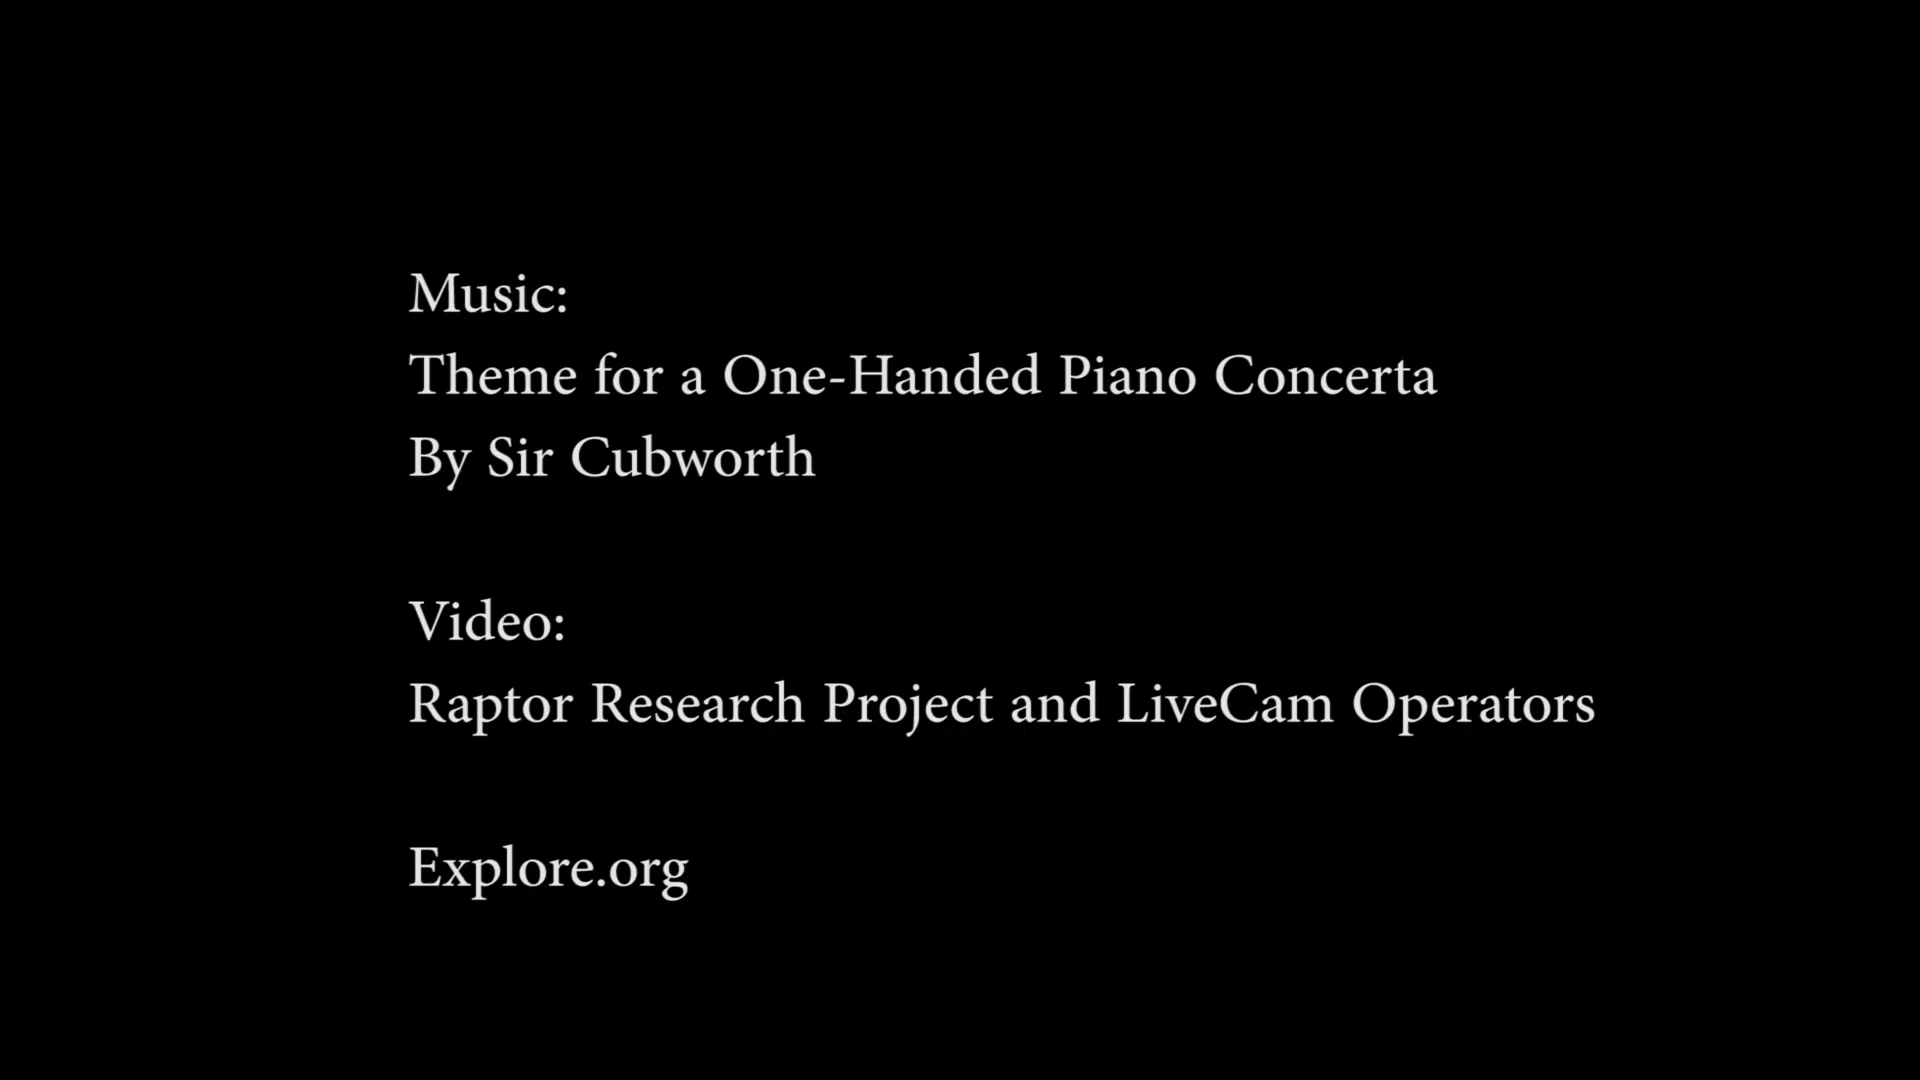 Music:
Theme for a One-Handed Piano Concerta
By Sir Cubworth
Video:
Raptor Research Project and LiveCam Operators
Explore.org